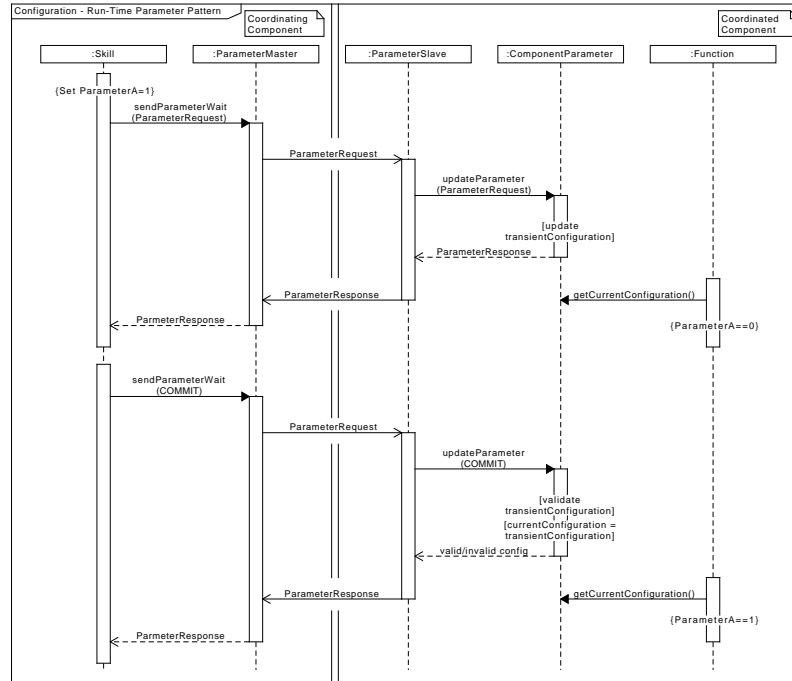 Configuration - Run-Time Parameter Pattern
Coordinating
Component
Coordinated
Component
:Skill
:ParameterMaster
:ParameterSlave
:ComponentParameter
:Function
{Set ParameterA=1}
sendParameterWait
(ParameterRequest)
ParameterRequest
updateParameter
(ParameterRequest)
[update
transientConfiguration]
ParameterResponse
ParameterResponse
getCurrentConfiguration()
ParmeterResponse
{ParameterA==0}
sendParameterWait
(COMMIT)
ParameterRequest
updateParameter
(COMMIT)
[validate
transientConfiguration]
[currentConfiguration =
transientConfiguration]
valid/invalid config
ParameterResponse
getCurrentConfiguration()
{ParameterA==1}
ParmeterResponse